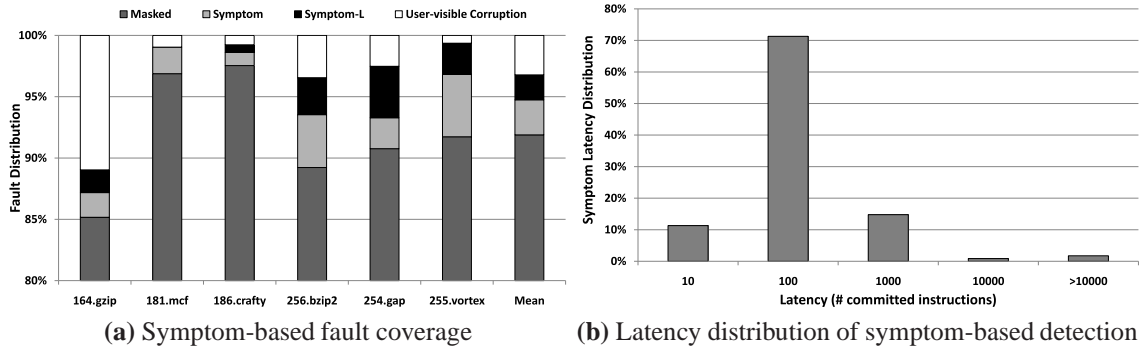 Masked Symptom Symptom-L User-visible Corruption
100%
95%
90%
85%
80%
Fault Distribution
164.gzip 181.mcf 186.crafty 256.bzip2 254.gap 255.vortex Mean
(a) Symptom-based fault coverage
80%
70%
60%
50%
40%
30%
20%
10%
0%
Symptom Latency Distribution
10 100 1000 10000 >10000
Latency (# committed instructions)
(b) Latency distribution of symptom-based detection